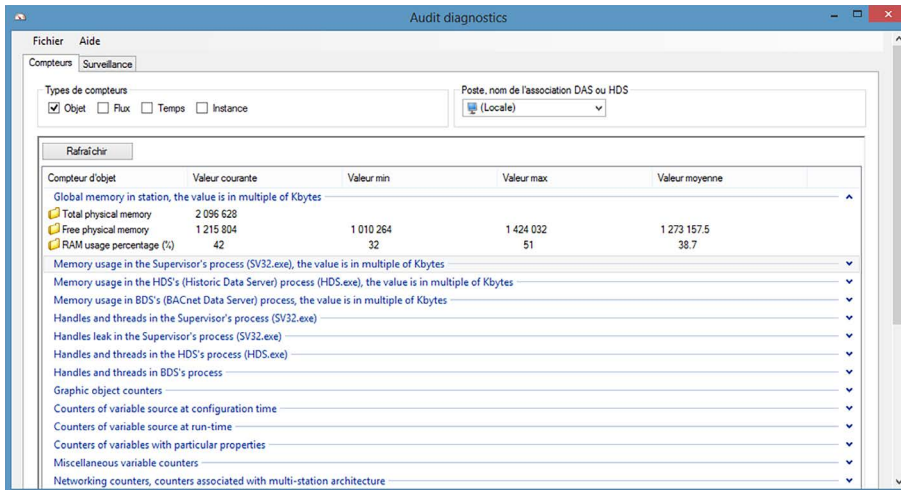 Audit diagnostics
Fichier Aide
Compteurs Surveillance
Types de compteurs
Objet Flux Temps Instance
Poste, nom de l'association DAS ou HDS
(Locale)
Rafraîchir
Compteur d'objet Valeur courante Valeur min Valeur max Valeur moyenne
Global memory in station, the value is in multiple of Kbytes
Total physical memory 2 096 628
Free physical memory 1 215 804 1 010 264 1 424 032 1 273 157.5
RAM usage percentage (%) 42 32 51 38.7
Memory usage in the Supervisor's process (SV32.exe), the value is in multiple of Kbytes
Memory usage in the HDS's (Historic Data Server) process (HDS.exe), the value is in multiple of Kbytes
Memory usage in BDS's (BACnet Data Server) process, the value is in multiple of Kbytes
Handles and threads in the Supervisor's process (SV32.exe)
Handles leak in the Supervisor's process (SV32.exe)
Handles and threads in the HDS's process (HDS.exe)
Handles and threads in BDS's process
Graphic object counters
Counters of variable source at configuration time
Counters of variable source at run-time
Counters of variables with particular properties
Miscellaneous variable counters
Networking counters, counters associated with multi-station architecture